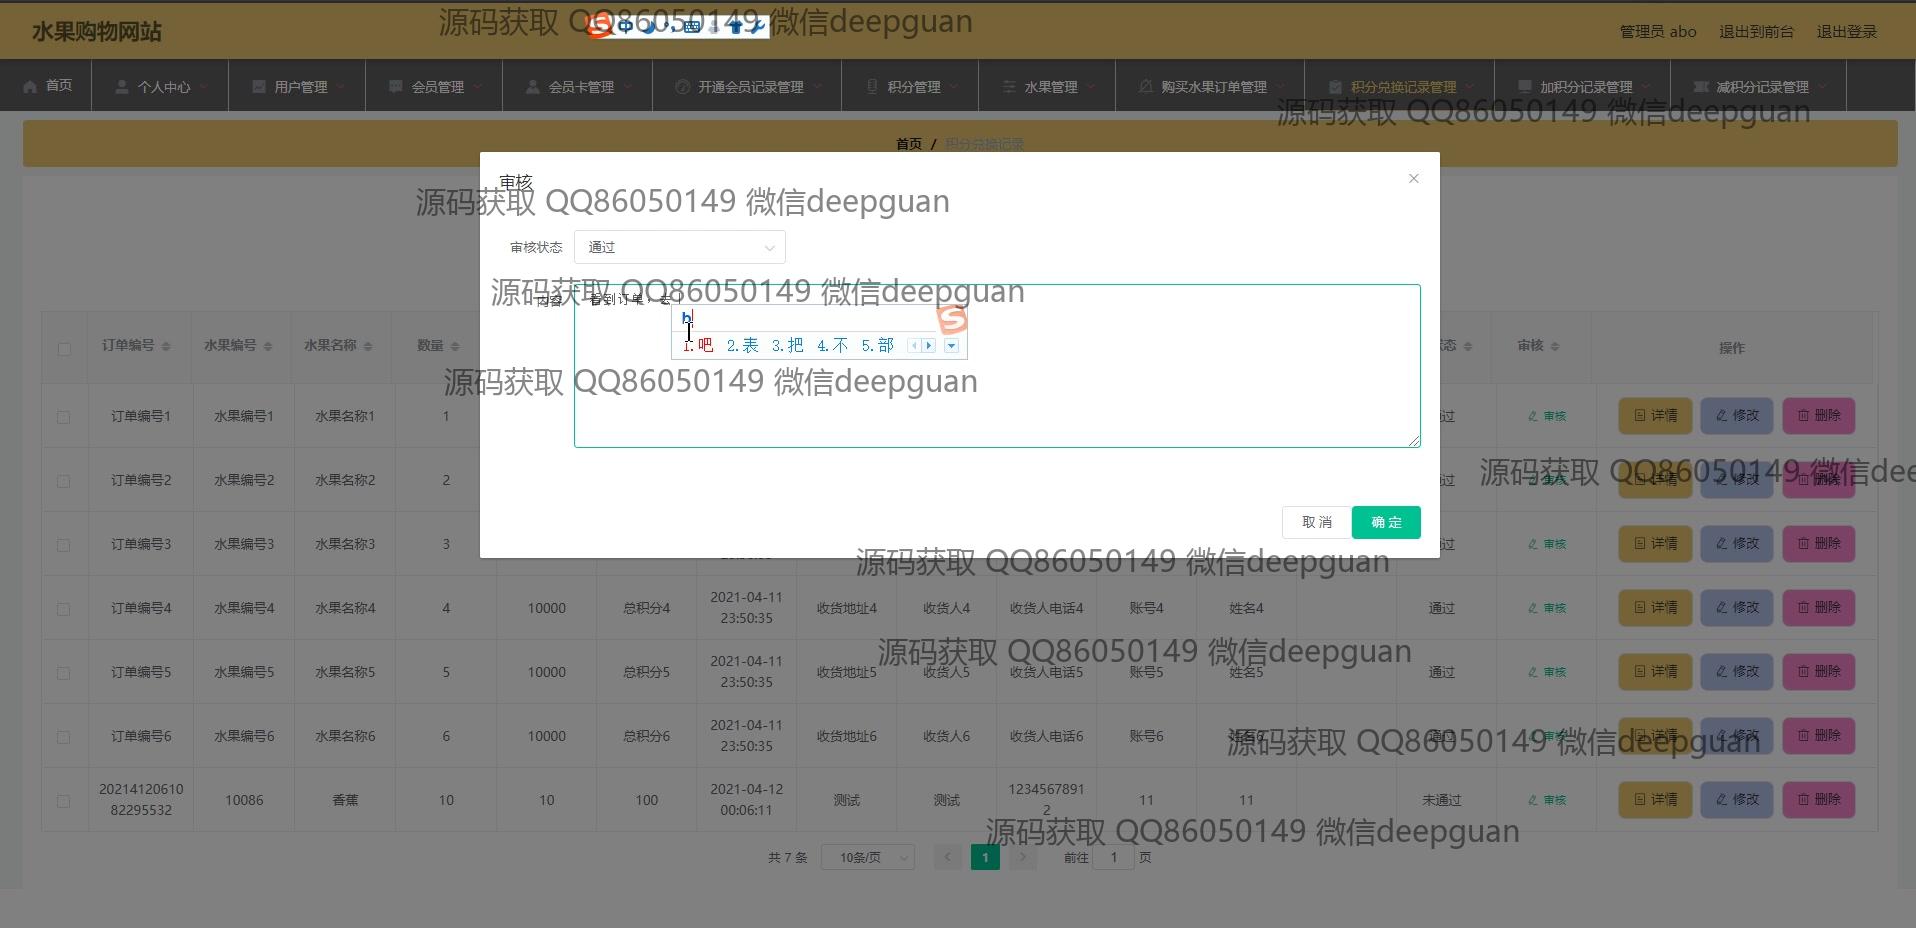 水果购物网站
源码获取 QQ86050149 微信deepguan
中
管理员 abo 退出到前台 退出登录
首页 个人中心 用户管理 会员管理 会员卡管理 开通会员记录管理 积分管理 水果管理 购买水果订单管理 积分兑换记录管理 加积分记录管理 减积分记录管理
源码获取 QQ86050149 微信deepguan
首页 / 积分兑换记录
审核
源码获取 QQ86050149 微信deepguan
审核状态 通过
源码获取 QQ86050149 微信deepguan
内容 看到订单，去
b
1.吧 2.表 3.把 4.不 5.部
订单编号 水果编号 水果名称 数量 态 审核 操作
源码获取 QQ86050149 微信deepguan
订单编号1 水果编号1 水果名称1 1 过 审核 详情 修改 删除
订单编号2 水果编号2 水果名称2 2 过 审核 详情 修改 删除
源码获取 QQ86050149 微信dee
取消 确定
订单编号3 水果编号3 水果名称3 3 过 审核 详情 修改 删除
源码获取 QQ86050149 微信deepguan
订单编号4 水果编号4 水果名称4 4 10000 总积分4 2021-04-11 23:50:35 收货地址4 收货人4 收货人电话4 账号4 姓名4 通过 审核 详情 修改 删除
源码获取 QQ86050149 微信deepguan
订单编号5 水果编号5 水果名称5 5 10000 总积分5 2021-04-11 23:50:35 收货地址5 收货人5 收货人电话5 账号5 姓名5 通过 审核 详情 修改 删除
订单编号6 水果编号6 水果名称6 6 10000 总积分6 2021-04-11 23:50:35 收货地址6 收货人6 收货人电话6 账号6 姓名6 通过 审核 详情 修改 删除
源码获取 QQ86050149 微信deepguan
20214120610 82295532 10086 香蕉 10 10 100 2021-04-12 00:06:11 测试 测试 1234567891 2 11 11 未通过 审核 详情 修改 删除
源码获取 QQ86050149 微信deepguan
共 7 条 10条/页 1 前往 1 页